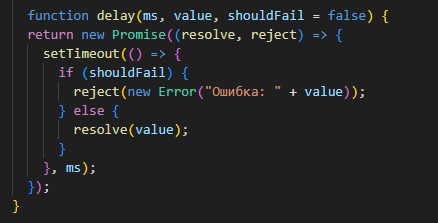 function delay(ms, value, shouldFail = false) {
return new Promise((resolve, reject) => {
setTimeout(() => {
if (shouldFail) {
reject(new Error("Ошибка: " + value));
} else {
resolve(value);
}
}, ms);
});
}